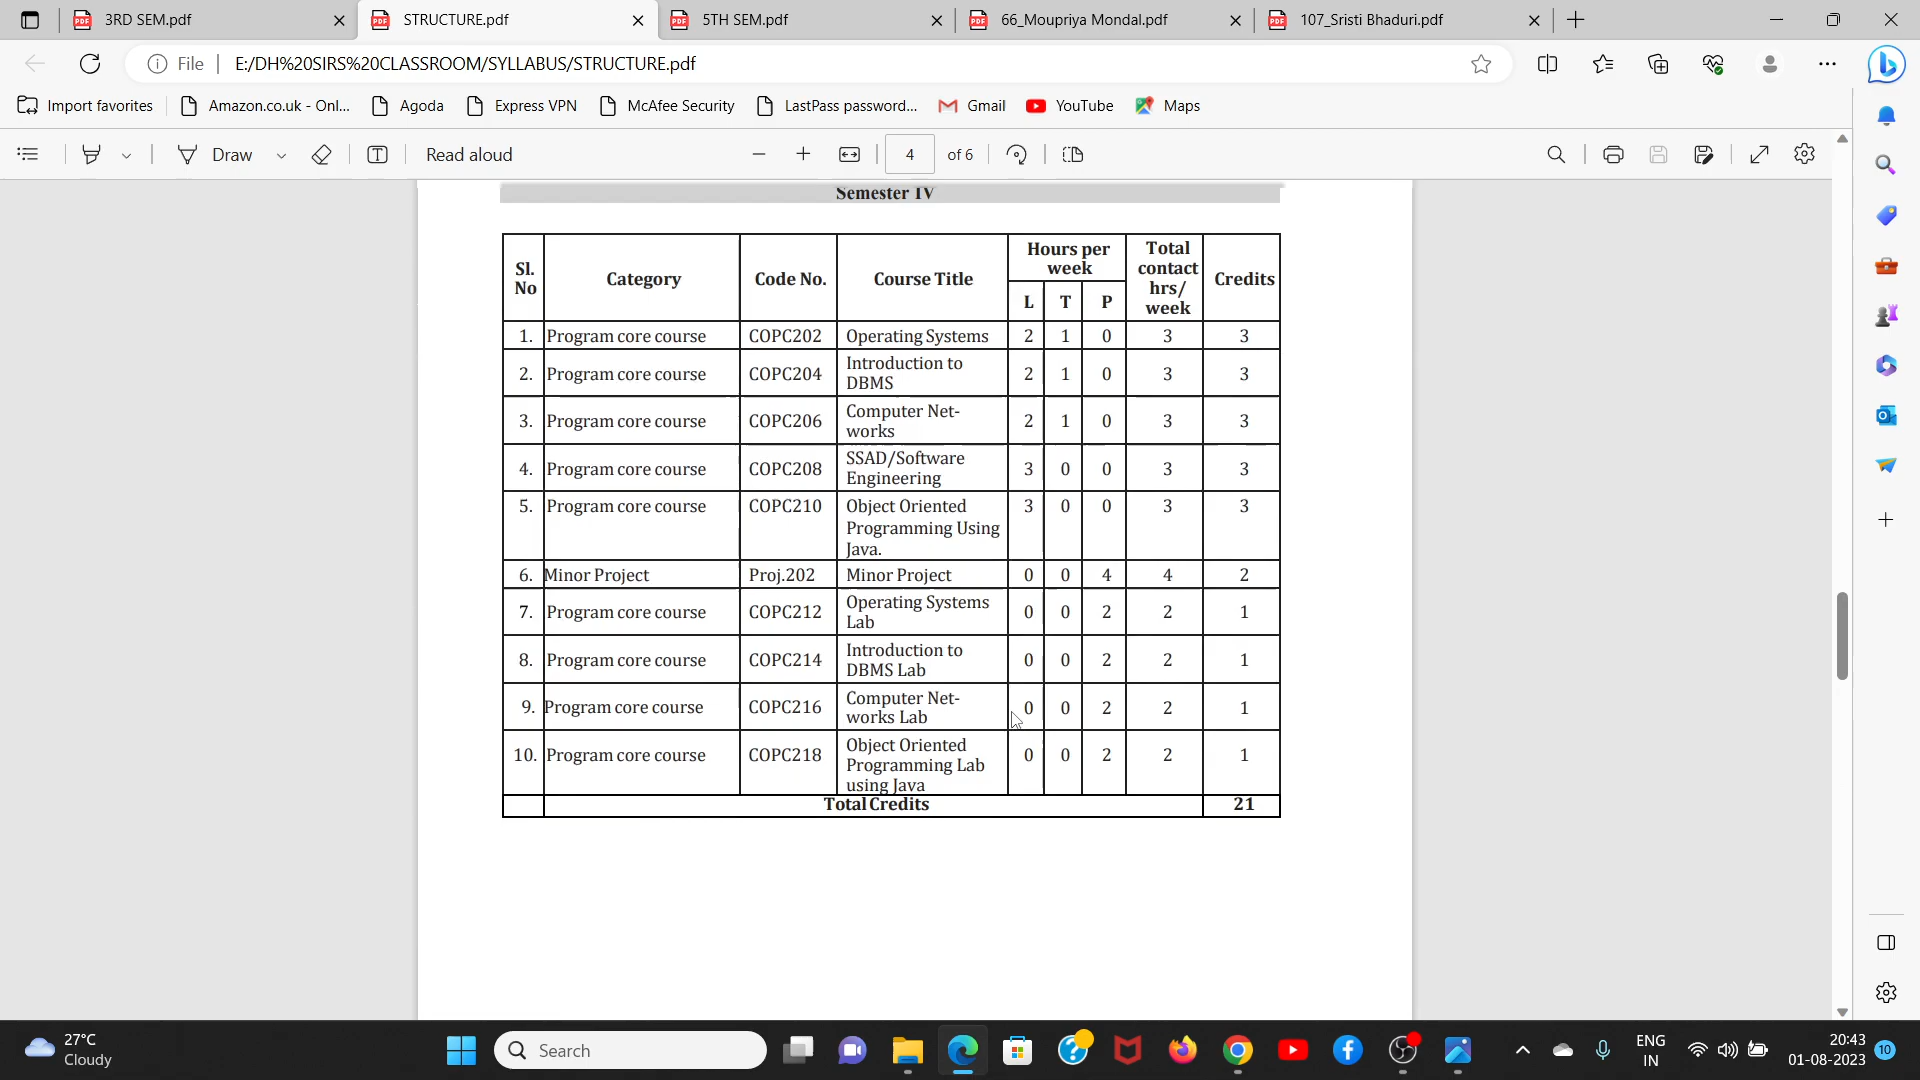 3RD SEM.pdf
STRUCTURE.pdf
5TH SEM.pdf
66_Moupriya Mondal.pdf
107_Sristi Bhaduri.pdf
File | E:/DH%20SIRS%20CLASSROOM/SYLLABUS/STRUCTURE.pdf
Import favorites
Amazon.co.uk - Onl...
Agoda
Express VPN
McAfee Security
LastPass password...
Gmail
YouTube
Maps
Draw
Read aloud
4 of 6
Semester IV
Sl. No Category Code No. Course Title Hours per week L T P Total contact hrs/ week Credits
1. Program core course COPC202 Operating Systems 2 1 0 3 3
2. Program core course COPC204 Introduction to DBMS 2 1 0 3 3
3. Program core course COPC206 Computer Net- works 2 1 0 3 3
4. Program core course COPC208 SSAD/Software Engineering 3 0 0 3 3
5. Program core course COPC210 Object Oriented Programming Using Java. 3 0 0 3 3
6. Minor Project Proj.202 Minor Project 0 0 4 4 2
7. Program core course COPC212 Operating Systems Lab 0 0 2 2 1
8. Program core course COPC214 Introduction to DBMS Lab 0 0 2 2 1
9. Program core course COPC216 Computer Net- works Lab 0 0 2 2 1
10. Program core course COPC218 Object Oriented Programming Lab using Java 0 0 2 2 1
Total Credits 21
27°C
Cloudy
Search
ENG
IN
20:43
01-08-2023
10